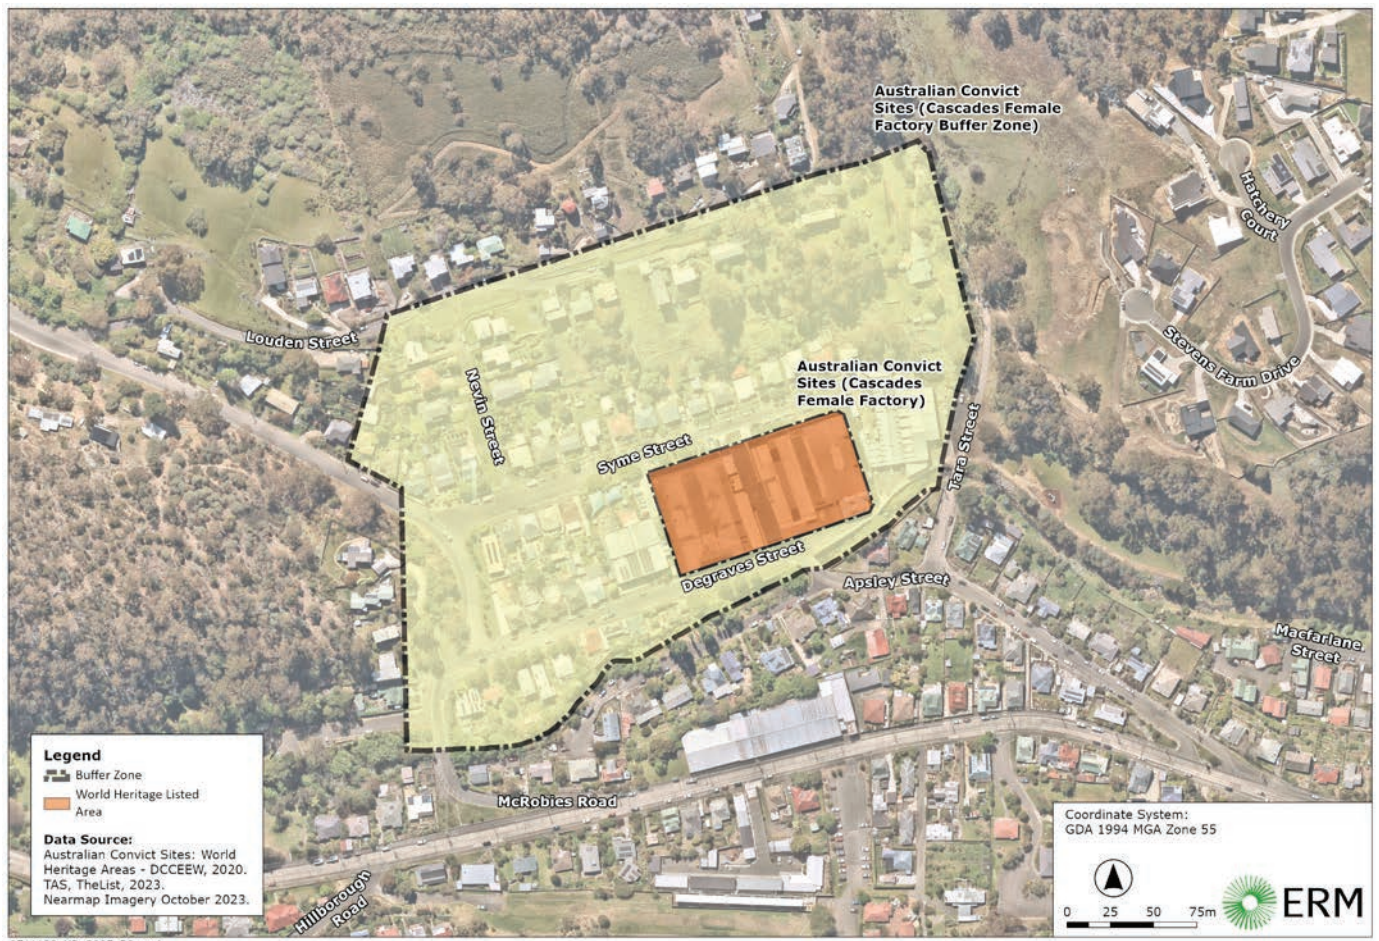 Australian Convict
Sites (Cascades Female
Factory Buffer Zone)
Hatchery
Court
Louden Street
Stevens Farm Drive
Australian Convict
Sites (Cascades
Female Factory)
Nevin Street
Syme Street
Tara Street
Degraves Street
Apsley Street
Macfarlane
Street
McRobies Road
Hillborough
Road
Legend
Buffer Zone
World Heritage Listed
Area
Data Source:
Australian Convict Sites: World
Heritage Areas - DCCEEW, 2020.
TAS, TheList, 2023.
Nearmap Imagery October 2023.
Coordinate System:
GDA 1994 MGA Zone 55
0 25 50 75m
ERM